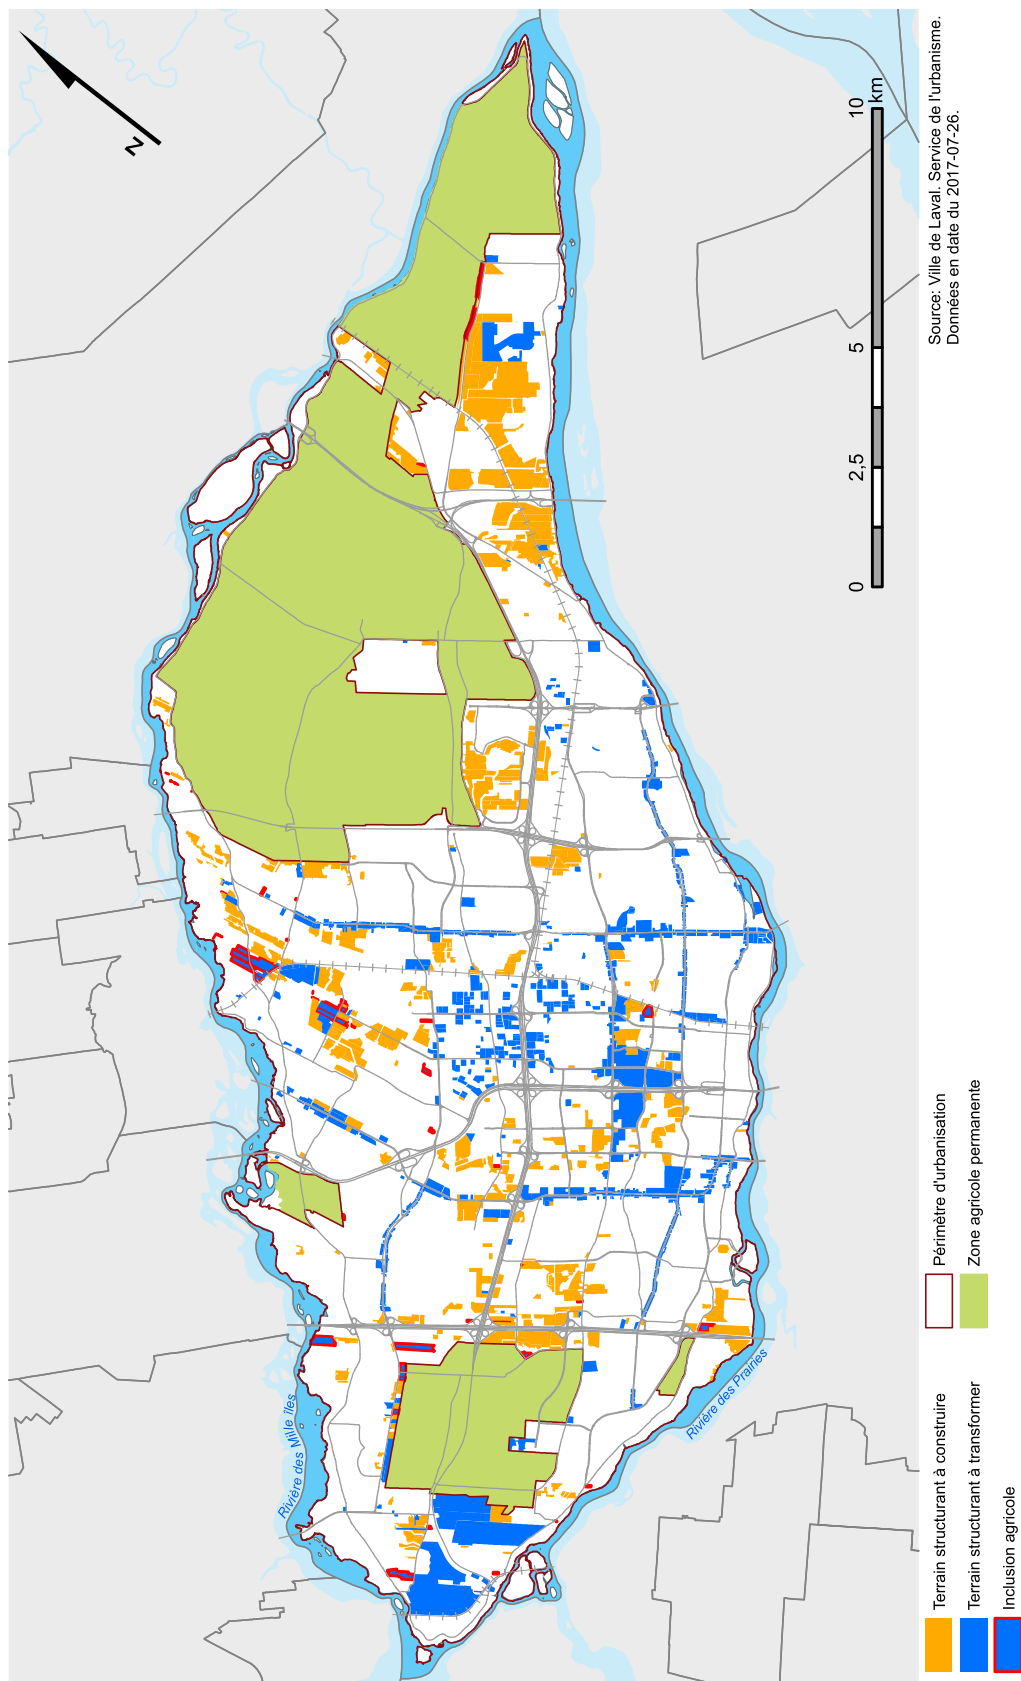 N
Rivière des Mille îles
Rivière des Prairies
Terrain structurant à construire
Terrain structurant à transformer
Inclusion agricole
Périmètre d'urbanisation
Zone agricole permanente
0 2,5 5 10
km
Source: Ville de Laval. Service de l'urbanisme.
Données en date du 2017-07-26.